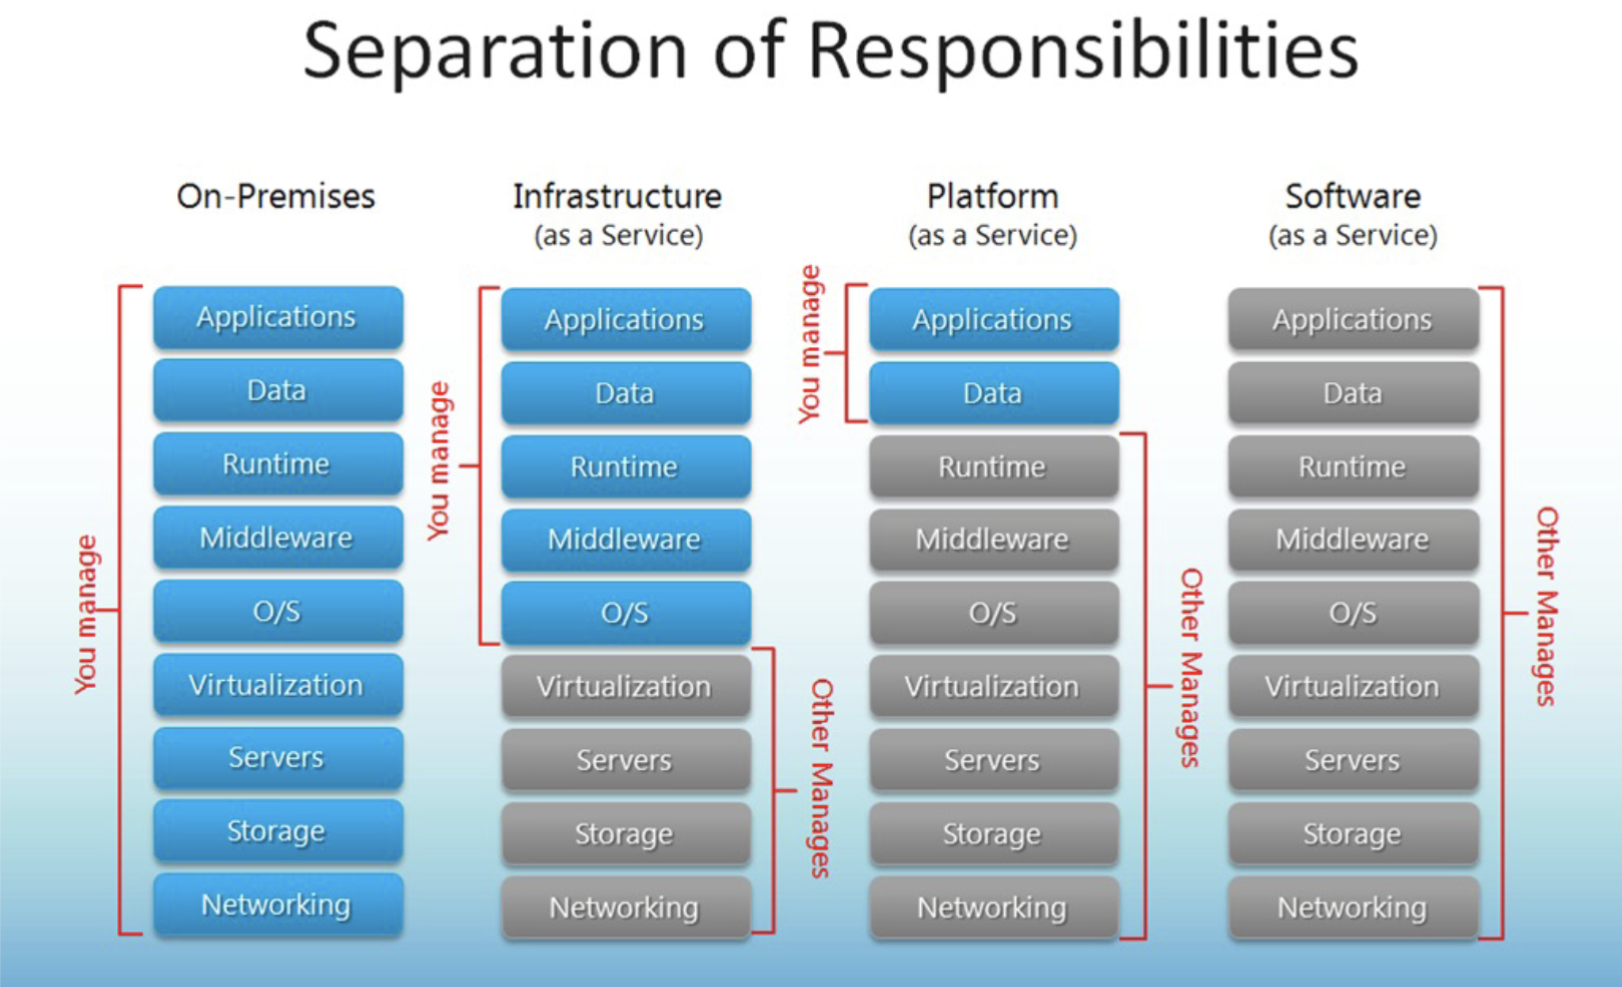 Separation of Responsibilities
On-Premises
You manage
Applications
Data
Runtime
Middleware
O/S
Virtualization
Servers
Storage
Networking
Infrastructure
(as a Service)
You manage
Applications
Data
Runtime
Middleware
O/S
Virtualization
Servers
Storage
Networking
Other Manages
Platform
(as a Service)
You manage
Applications
Data
Runtime
Middleware
O/S
Virtualization
Servers
Storage
Networking
Other Manages
Software
(as a Service)
Applications
Data
Runtime
Middleware
O/S
Virtualization
Servers
Storage
Networking
Other Manages